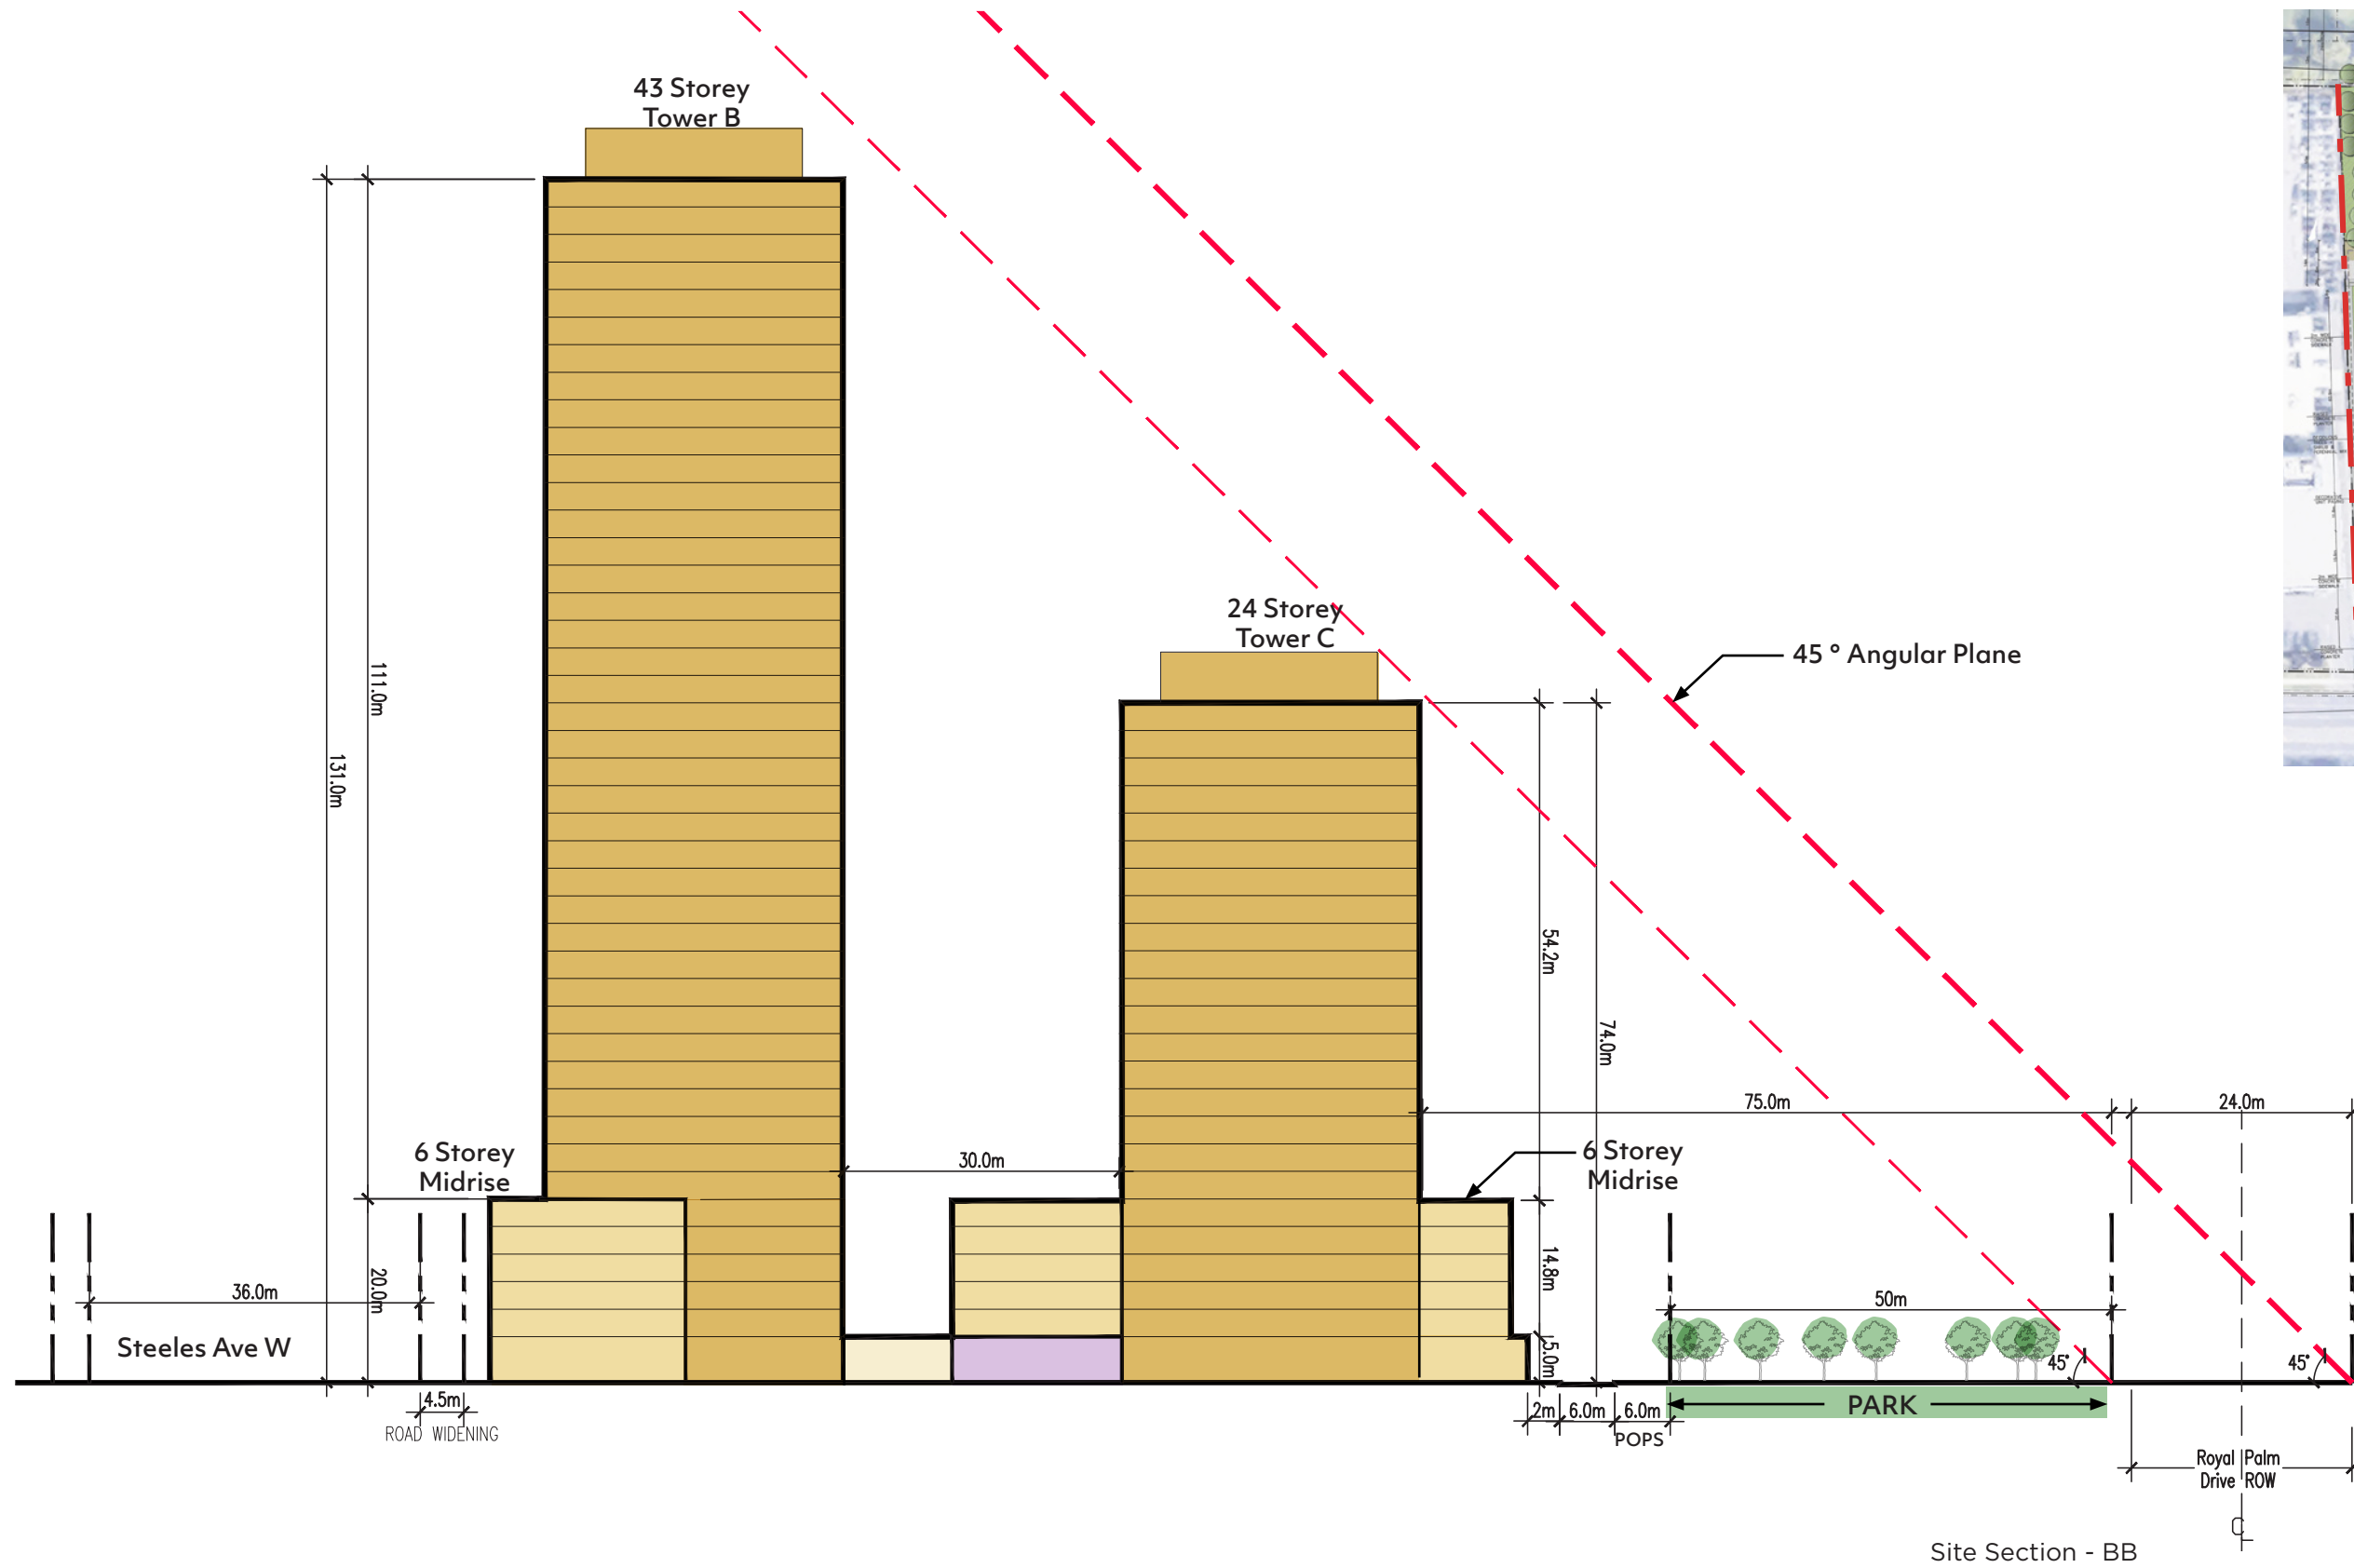 43 Storey
Tower B
24 Storey
Tower C
45 ° Angular Plane
111.0m
131.0m
54.2m
74.0m
75.0m
24.0m
6 Storey
Midrise
30.0m
6 Storey
Midrise
36.0m
20.0m
14.8m
50m
Steeles Ave W
5.0m
45°
45°
4.5m
ROAD WIDENING
2m
6.0m
6.0m
POPS
PARK
Royal Palm
Drive ROW
CL
Site Section - BB